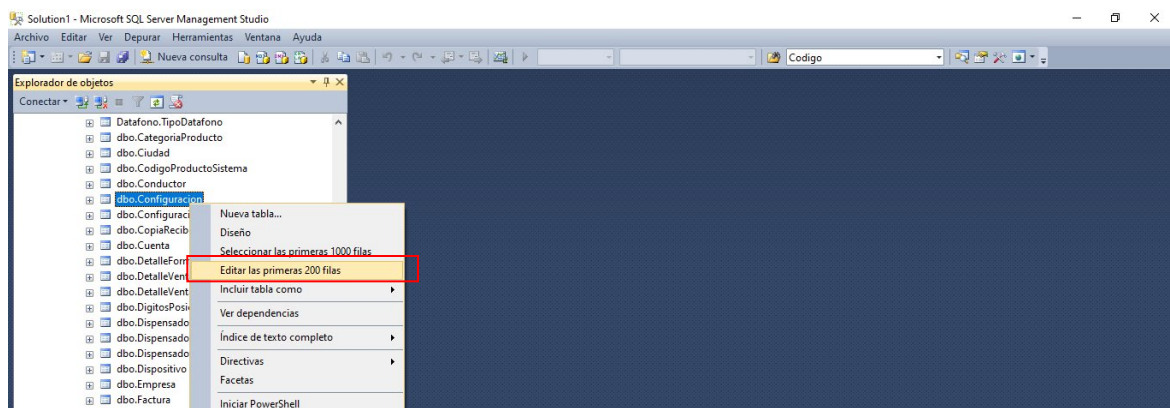 Solution1 - Microsoft SQL Server Management Studio
Archivo Editar Ver Depurar Herramientas Ventana Ayuda
Nueva consulta Codigo
Explorador de objetos
Conectar
Datafono.TipoDatafono
dbo.CategoriaProducto
dbo.Ciudad
dbo.CodigoProductoSistema
dbo.Conductor
dbo.Configuracion
dbo.Configuraci
Nueva tabla...
dbo.CopiaRecib
Diseño
dbo.Cuenta
Seleccionar las primeras 1000 filas
dbo.DetalleForm
Editar las primeras 200 filas
dbo.DetalleVent
dbo.DetalleVent
Incluir tabla como
dbo.DigitosPosi
Ver dependencias
dbo.Dispensado
dbo.Dispensado
Índice de texto completo
dbo.Dispensado
Directivas
dbo.Dispositivo
Facetas
dbo.Empresa
dbo.Factura
Iniciar PowerShell